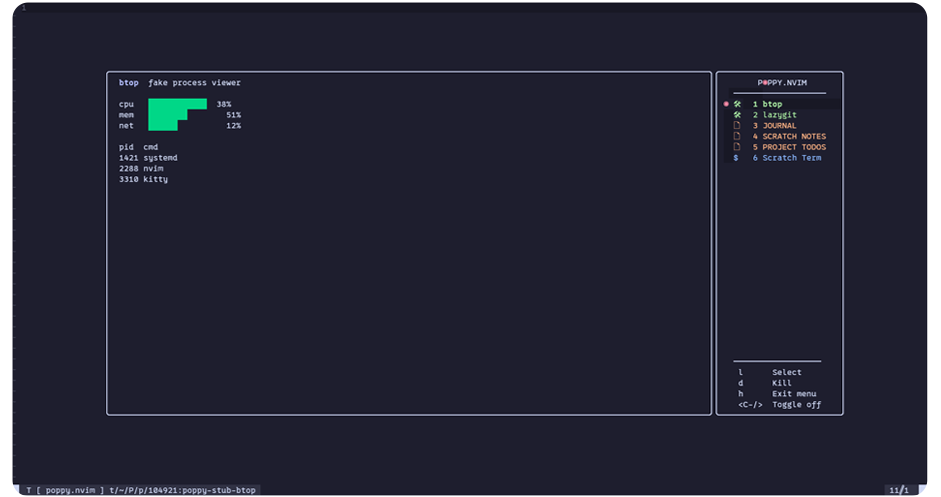 1
btop fake process viewer
cpu 38%
mem 51%
net 12%
pid cmd
1421 systemd
2288 nvim
3310 kitty
POPPY.NVIM
1 btop
2 lazygit
3 JOURNAL
4 SCRATCH NOTES
5 PROJECT TODOS
$ 6 Scratch Term
l Select
d Kill
h Exit menu
<C-/> Toggle off
T [ poppy.nvim ] t/~/P/p/104921:poppy-stub-btop
11/1